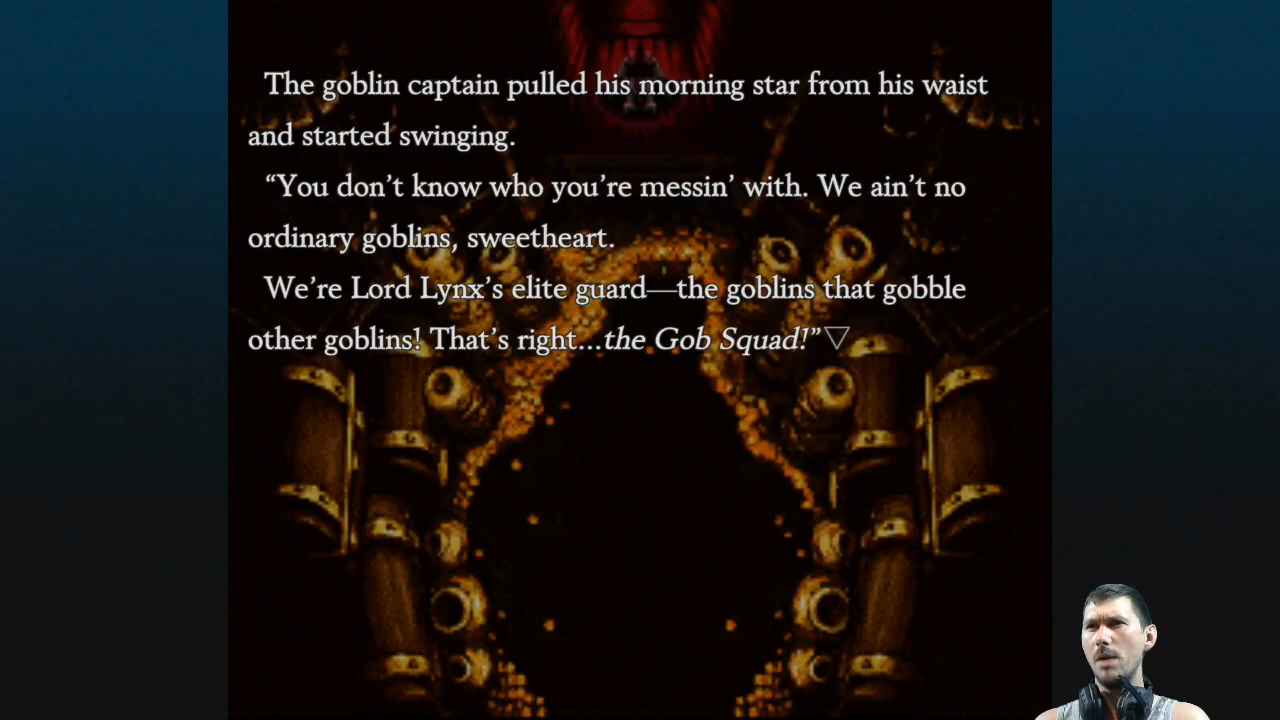 The goblin captain pulled his morning star from his waist
and started swinging.
“You don’t know who you’re messin’ with. We ain’t no
ordinary goblins, sweetheart.
We’re Lord Lynx’s elite guard—the goblins that gobble
other goblins! That’s right...the Gob Squad!”▽